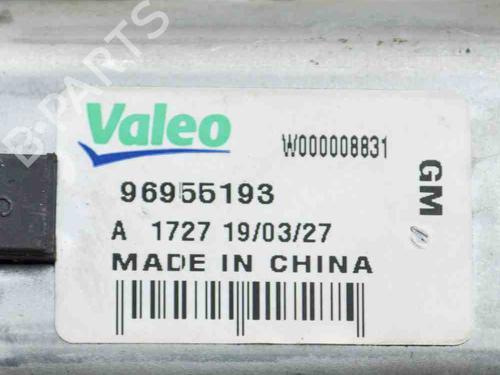 B-PARTS
Valeo
W000008831
96955193
GM
A 1727 19/03/27
MADE IN CHINA